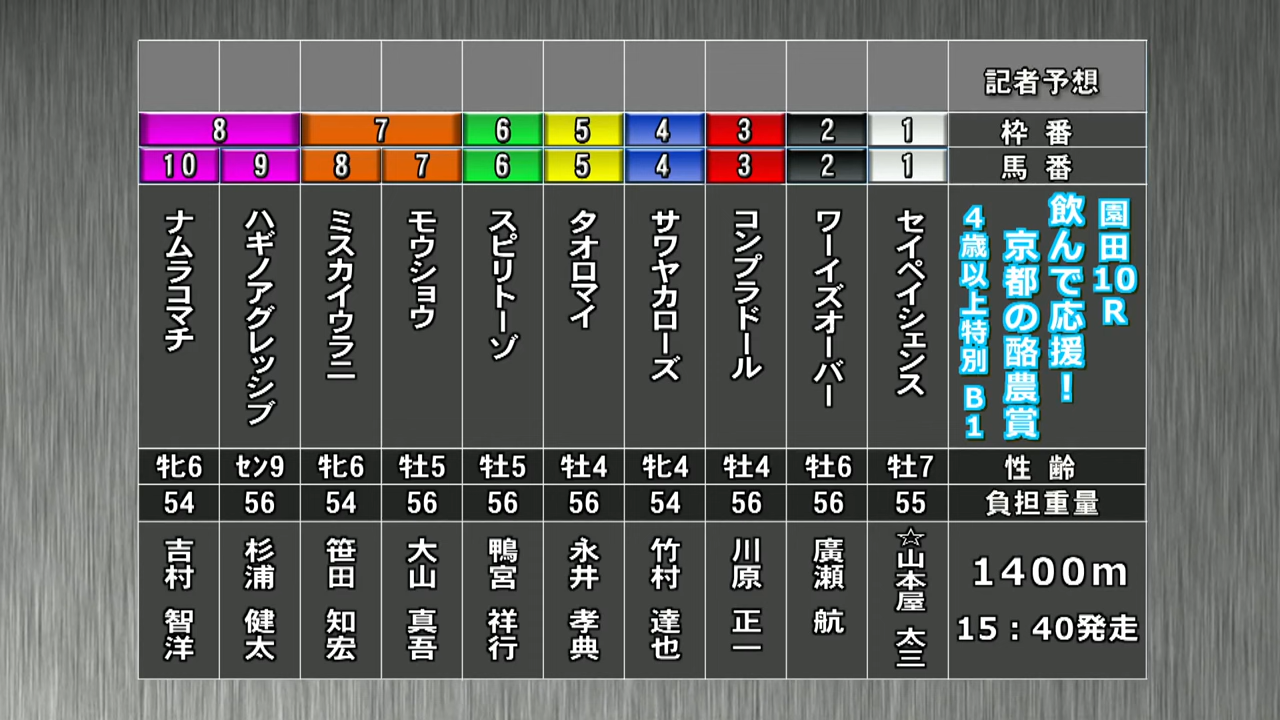 記者予想
枠 番
8 7 6 5 4 3 2 1
馬 番
10 9 8 7 6 5 4 3 2 1
園田10R
飲んで応援！
京都の酪農賞
4歳以上特別 B1
セイペイシェンス
ワーイズオーバー
コンプラドール
サワヤカローズ
タオロマイ
スピリトーゾ
モウショウ
ミスカイウラニ
ハギノアグレッシブ
ナムラコマチ
牝6 セン9 牝6 牡5 牡5 牡4 牝4 牡4 牡6 牡7 性 齢
54 56 54 56 56 56 54 56 56 55 負担重量
☆山本屋 太三
廣瀬 航
川原 正一
竹村 達也
永井 孝典
鴨宮 祥行
大山 真吾
笹田 知宏
杉浦 健太
吉村 智洋
1400m
15：40発走